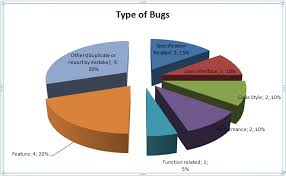 Type of Bugs
Specification
Related; 3; 15%
User interface; 2; 10%
Code Style; 2; 10%
Performance; 2; 10%
Function related; 1;
5%
Feature; 4; 20%
Others(duplicate or
report by mistake); 6
30%